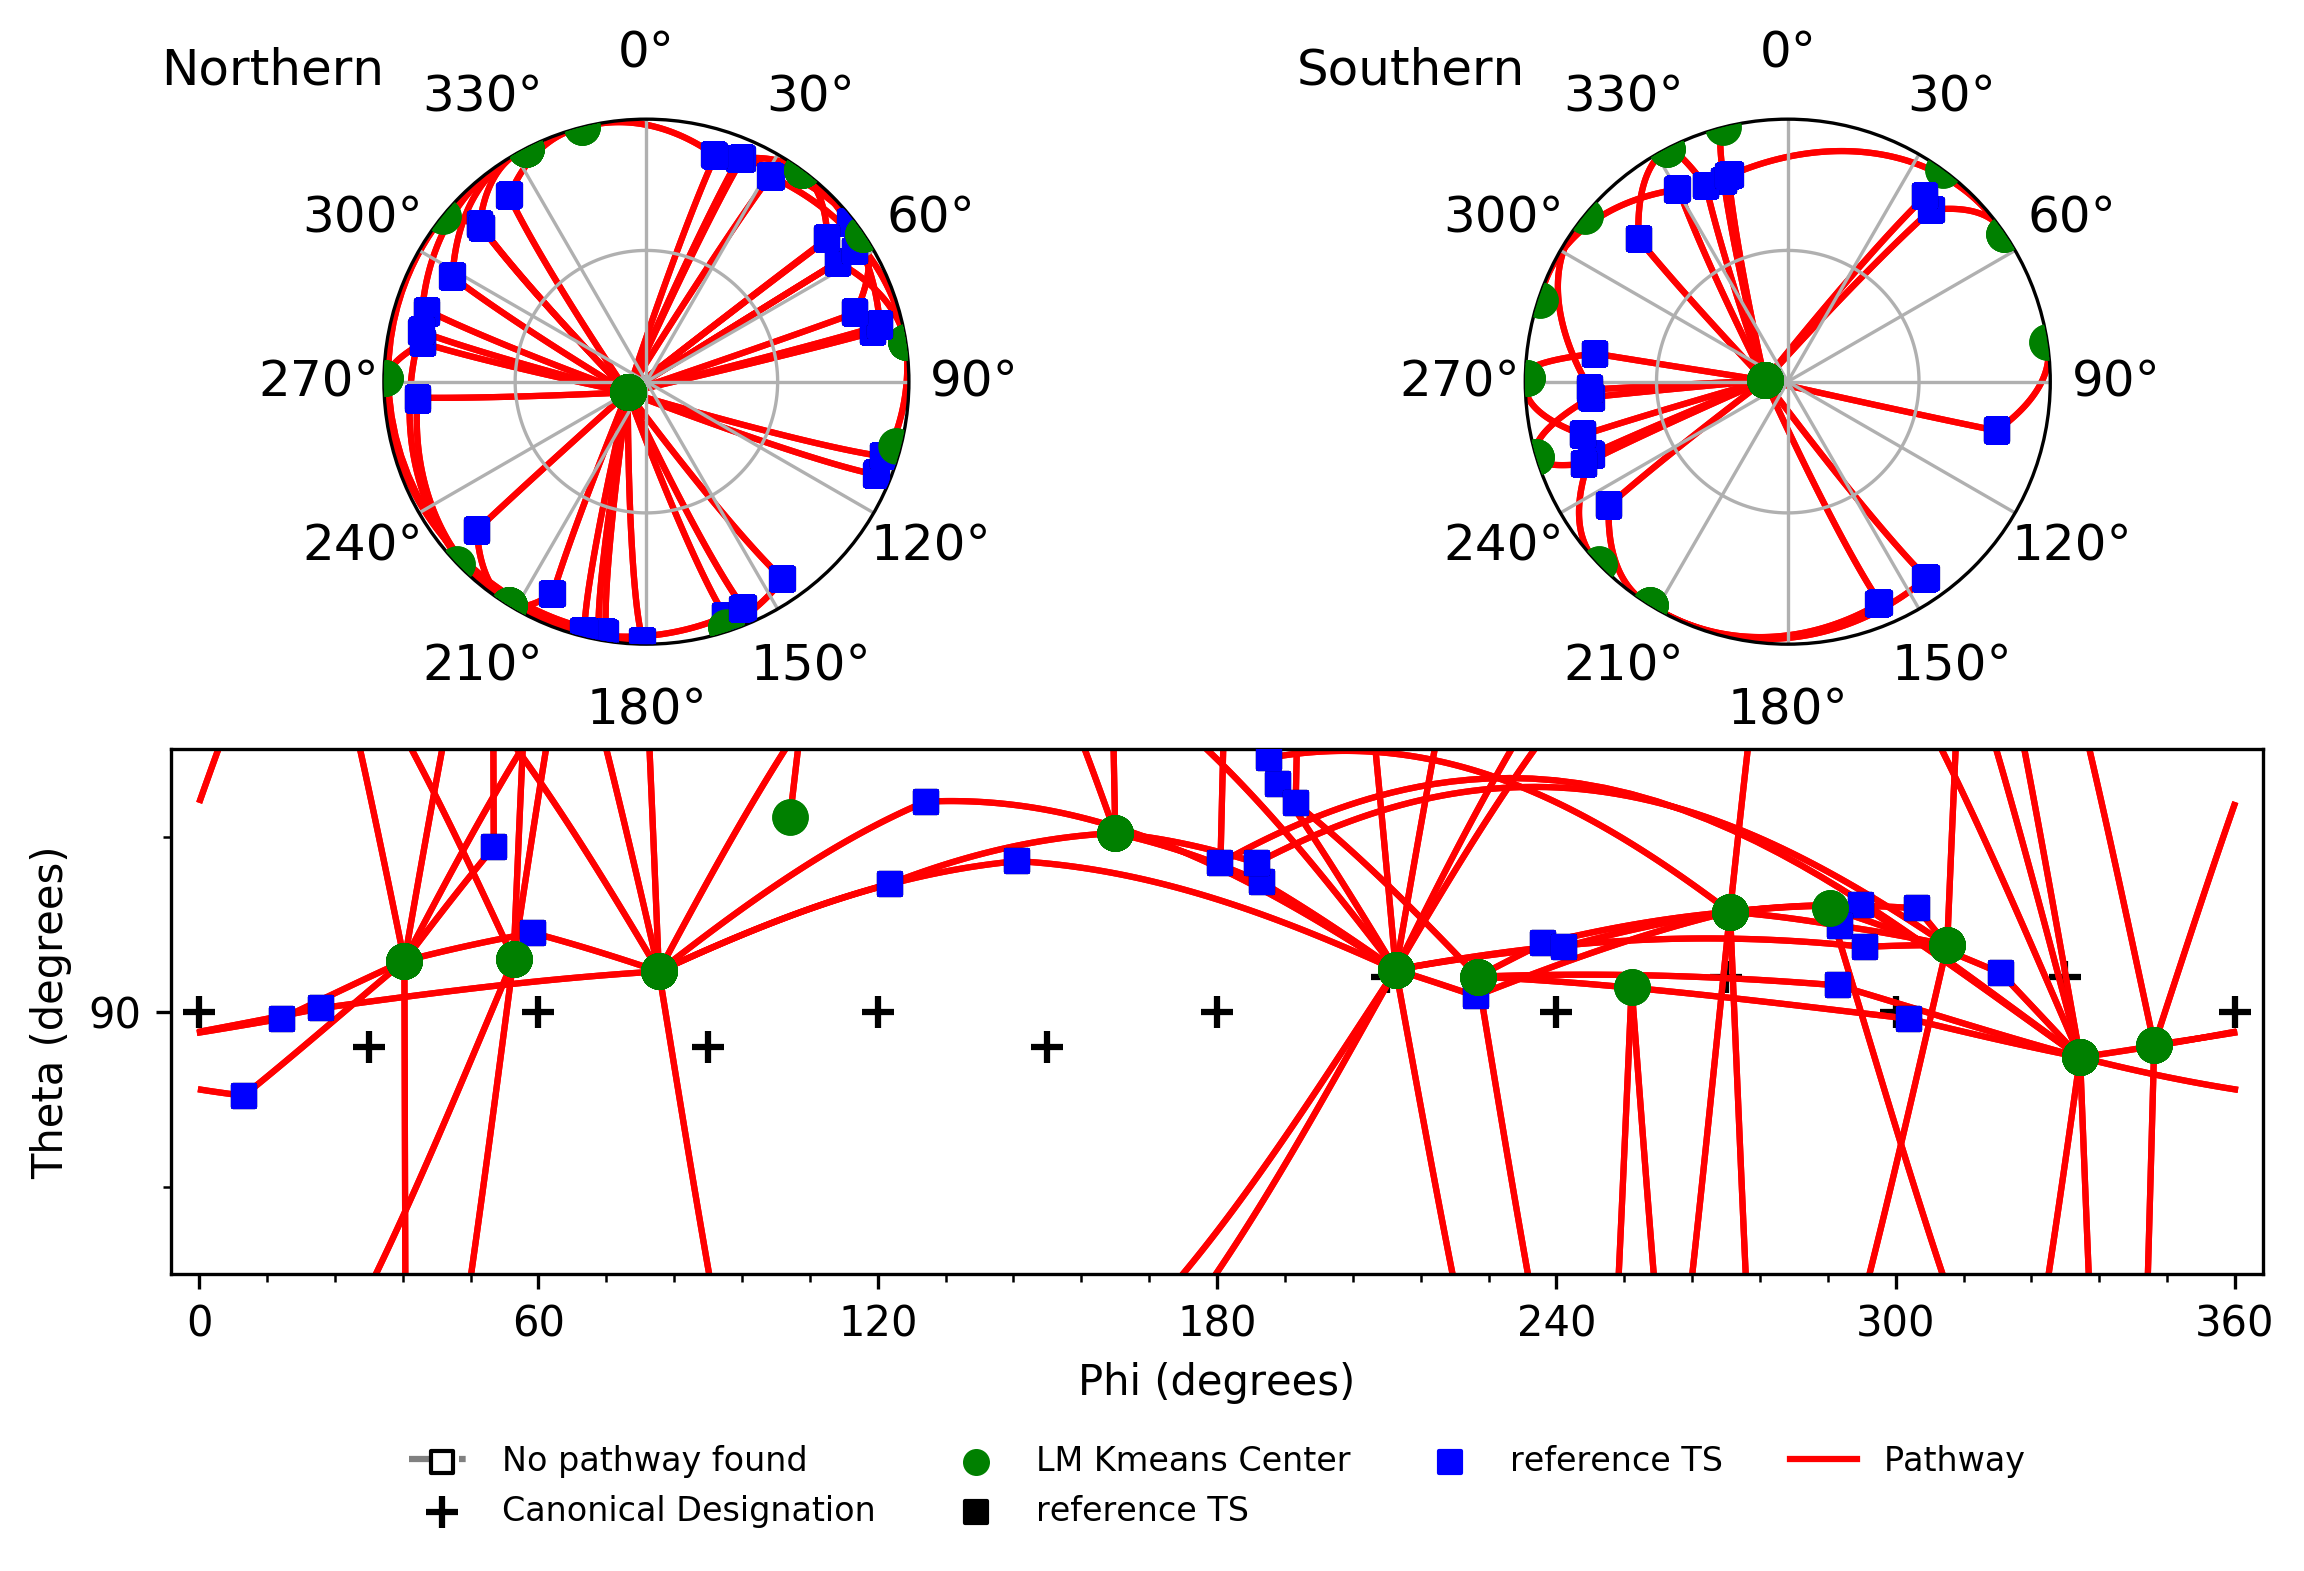 Northern
0°
30°
60°
90°
120°
150°
180°
210°
240°
270°
300°
330°
Southern
0°
30°
60°
90°
120°
150°
180°
210°
240°
270°
300°
330°
Theta (degrees)
90
0 60 120 180 240 300 360
Phi (degrees)
No pathway found
LM Kmeans Center
reference TS
Pathway
Canonical Designation
reference TS